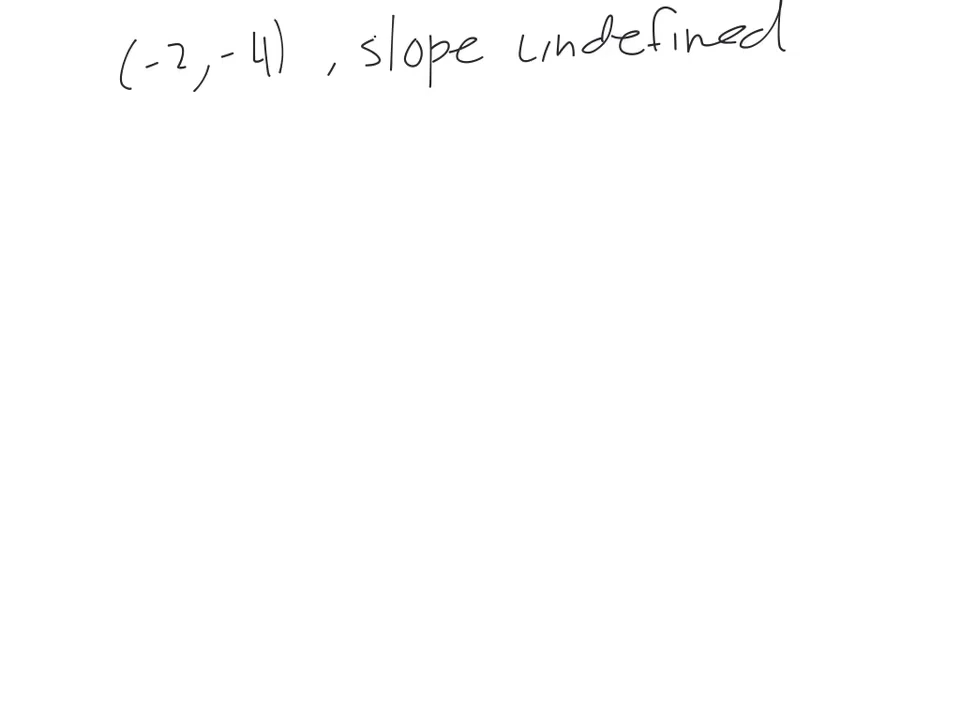 (-2, -4) , slope undefined